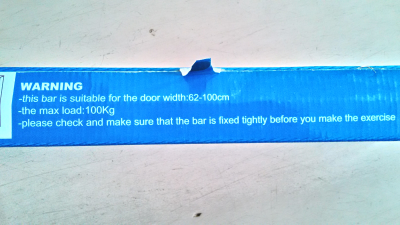 WARNING
-this bar is suitable for the door width:62-100cm
-the max load:100Kg
-please check and make sure that the bar is fixed tightly before you make the exercise